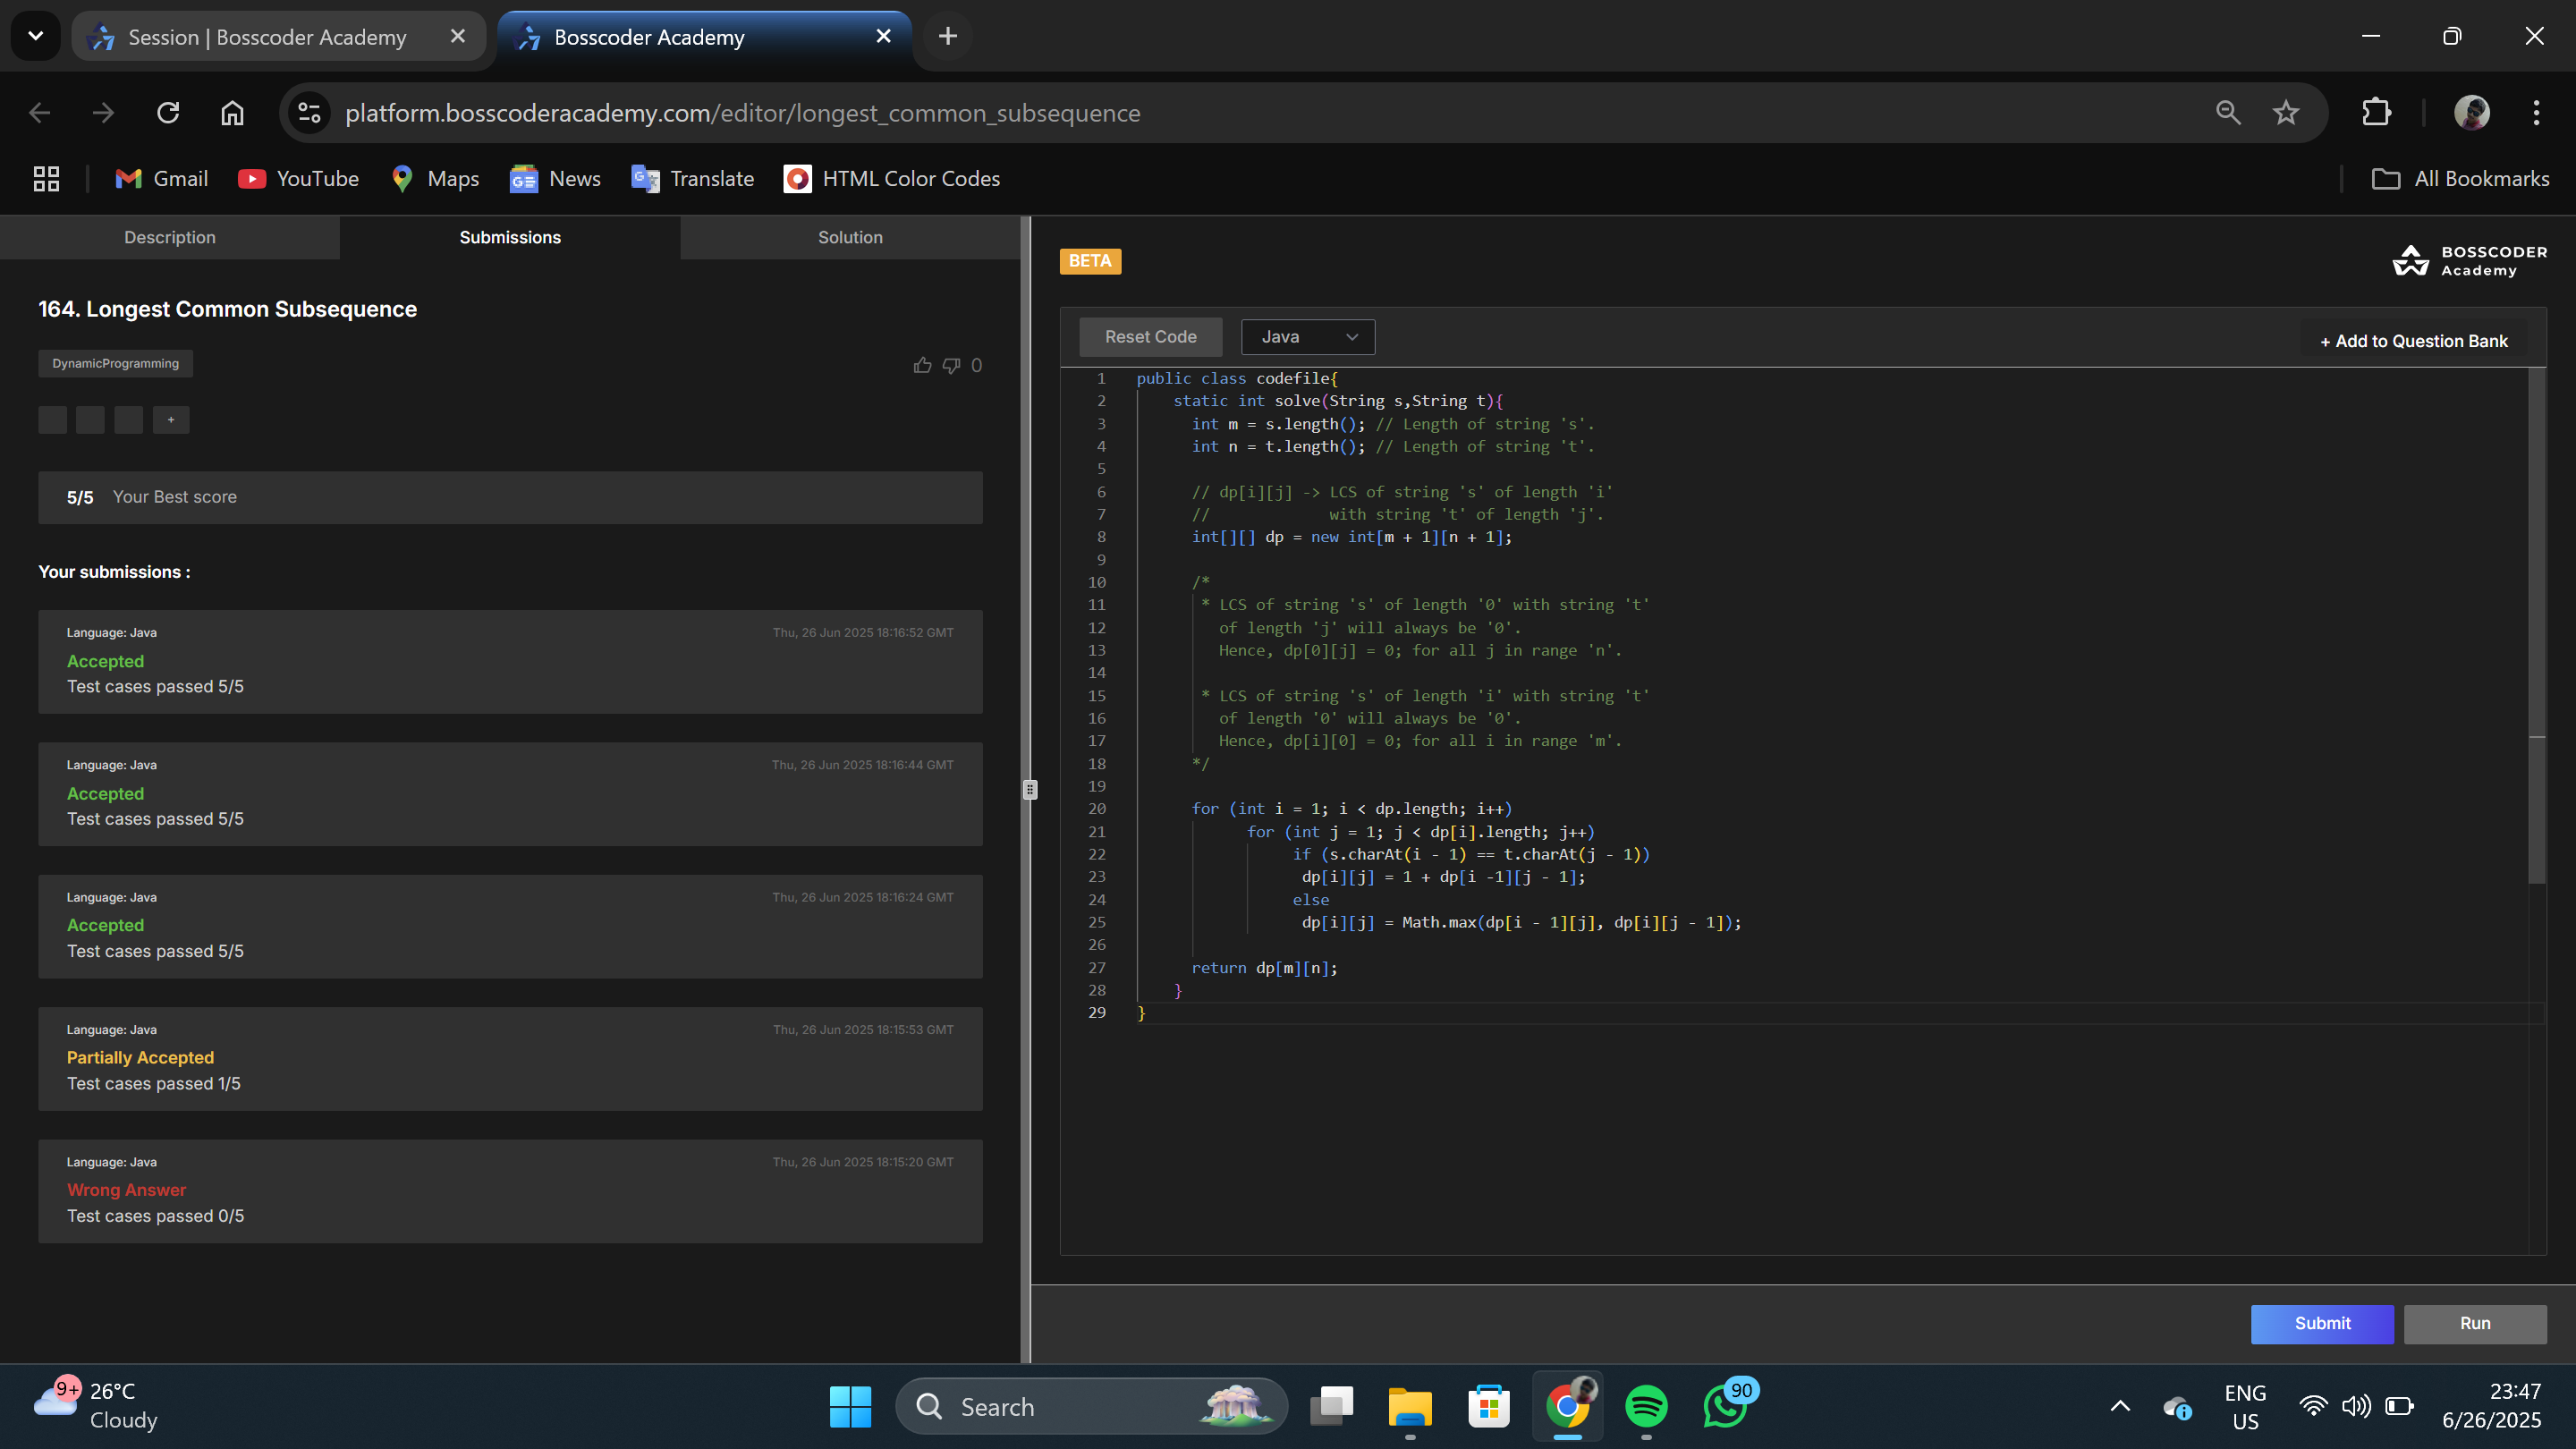 Session | Bosscoder Academy
Bosscoder Academy
platform.bosscoderacademy.com/editor/longest_common_subsequence
Gmail
YouTube
Maps
News
Translate
HTML Color Codes
All Bookmarks
Description
Submissions
Solution
164. Longest Common Subsequence
DynamicProgramming
0
+
5/5 Your Best score
Your submissions :
Language: Java Thu, 26 Jun 2025 18:16:52 GMT
Accepted
Test cases passed 5/5
Language: Java Thu, 26 Jun 2025 18:16:44 GMT
Accepted
Test cases passed 5/5
Language: Java Thu, 26 Jun 2025 18:16:24 GMT
Accepted
Test cases passed 5/5
Language: Java Thu, 26 Jun 2025 18:15:53 GMT
Partially Accepted
Test cases passed 1/5
Language: Java Thu, 26 Jun 2025 18:15:20 GMT
Wrong Answer
Test cases passed 0/5
BETA
BOSSCODER
Academy
Reset Code
Java
+ Add to Question Bank
1 public class codefile{
2 static int solve(String s,String t){
3 int m = s.length(); // Length of string 's'.
4 int n = t.length(); // Length of string 't'.
5
6 // dp[i][j] -> LCS of string 's' of length 'i'
7 // with string 't' of length 'j'.
8 int[][] dp = new int[m + 1][n + 1];
9
10 /*
11 * LCS of string 's' of length '0' with string 't'
12 of length 'j' will always be '0'.
13 Hence, dp[0][j] = 0; for all j in range 'n'.
14
15 * LCS of string 's' of length 'i' with string 't'
16 of length '0' will always be '0'.
17 Hence, dp[i][0] = 0; for all i in range 'm'.
18 */
19
20 for (int i = 1; i < dp.length; i++)
21 for (int j = 1; j < dp[i].length; j++)
22 if (s.charAt(i - 1) == t.charAt(j - 1))
23 dp[i][j] = 1 + dp[i -1][j - 1];
24 else
25 dp[i][j] = Math.max(dp[i - 1][j], dp[i][j - 1]);
26
27 return dp[m][n];
28 }
29 }
Submit
Run
9+
26°C
Cloudy
Search
90
ENG
US
23:47
6/26/2025